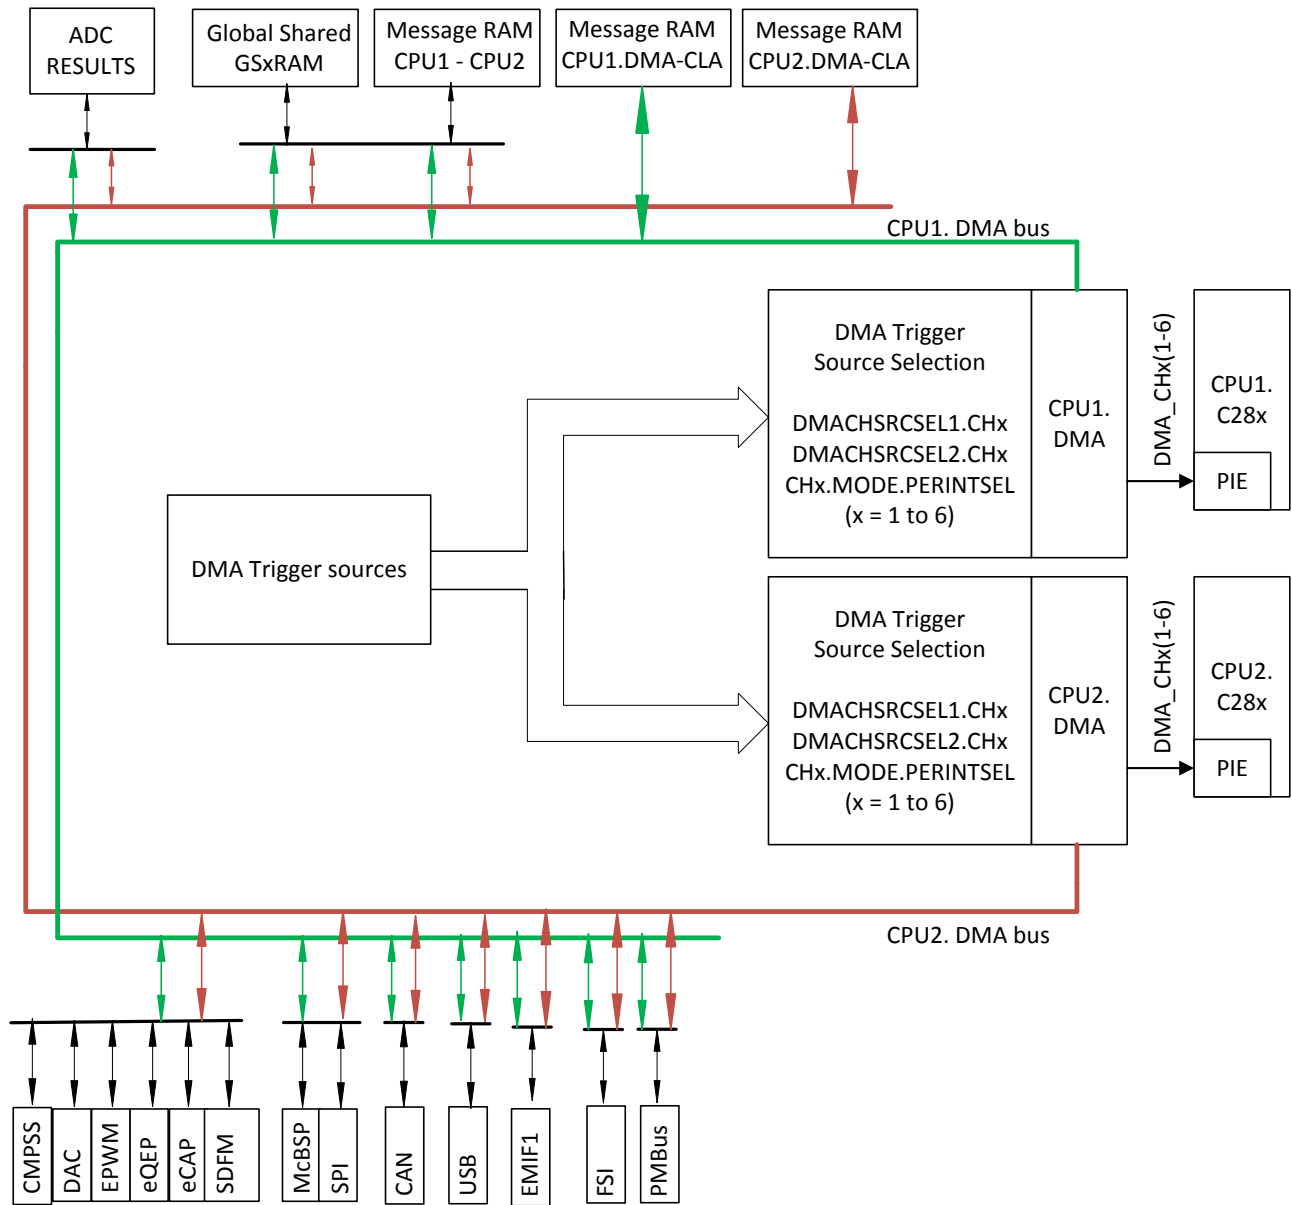 ADC
RESULTS
Global Shared
GSxRAM
Message RAM
CPU1 - CPU2
Message RAM
CPU1.DMA-CLA
Message RAM
CPU2.DMA-CLA
CPU1. DMA bus
DMA Trigger
Source Selection
DMACHSRCSEL1.CHx
DMACHSRCSEL2.CHx
CHx.MODE.PERINTSEL
(x = 1 to 6)
CPU1.
DMA
DMA_CHx(1-6)
CPU1.
C28x
PIE
DMA Trigger sources
DMA Trigger
Source Selection
DMACHSRCSEL1.CHx
DMACHSRCSEL2.CHx
CHx.MODE.PERINTSEL
(x = 1 to 6)
CPU2.
DMA
DMA_CHx(1-6)
CPU2.
C28x
PIE
CPU2. DMA bus
CMPSS
DAC
EPWM
eQEP
eCAP
SDFM
McBSP
SPI
CAN
USB
EMIF1
FSI
PMBus